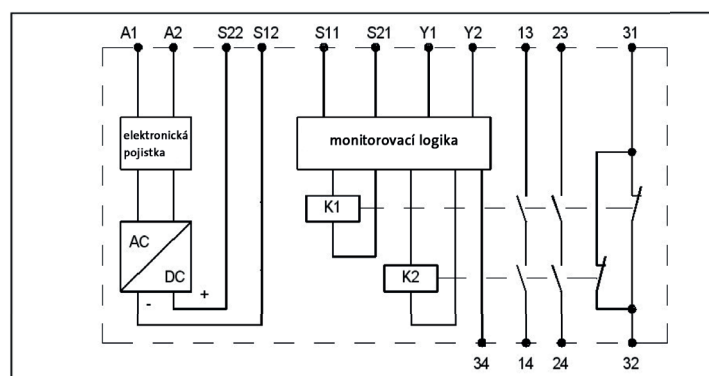 A1 A2 S22 S12 S11 S21 Y1 Y2 13 23 31
elektronická
pojistka
monitorovací logika
K1
AC
DC
K2
- +
34 14 24 32